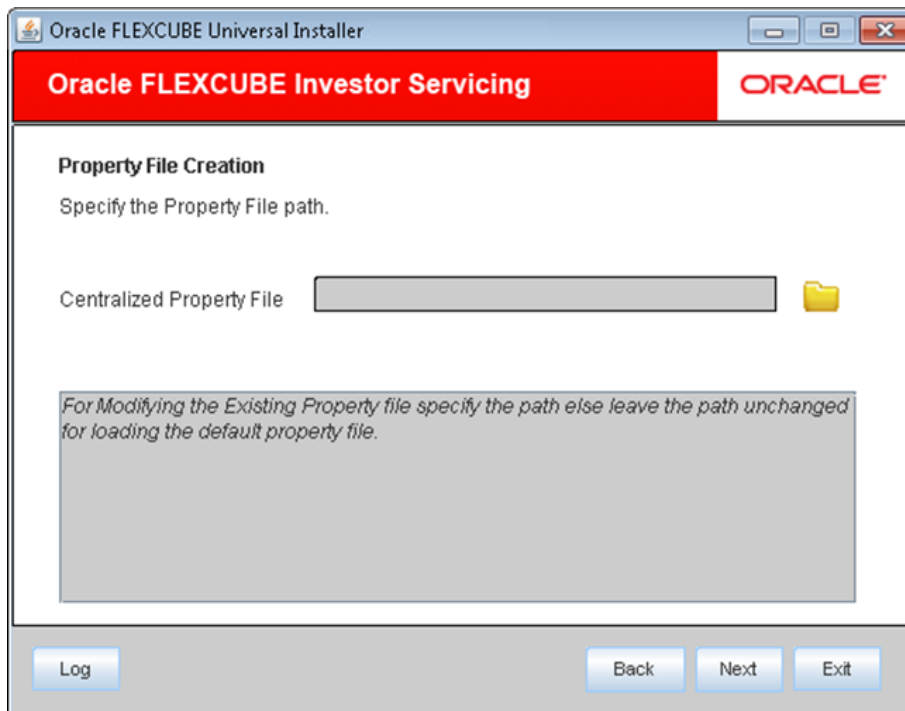 Oracle FLEXCUBE Universal Installer
Oracle FLEXCUBE Investor Servicing
ORACLE
Property File Creation
Specify the Property File path.
Centralized Property File
For Modifying the Existing Property file specify the path else leave the path unchanged
for loading the default property file.
Log
Back
Next
Exit